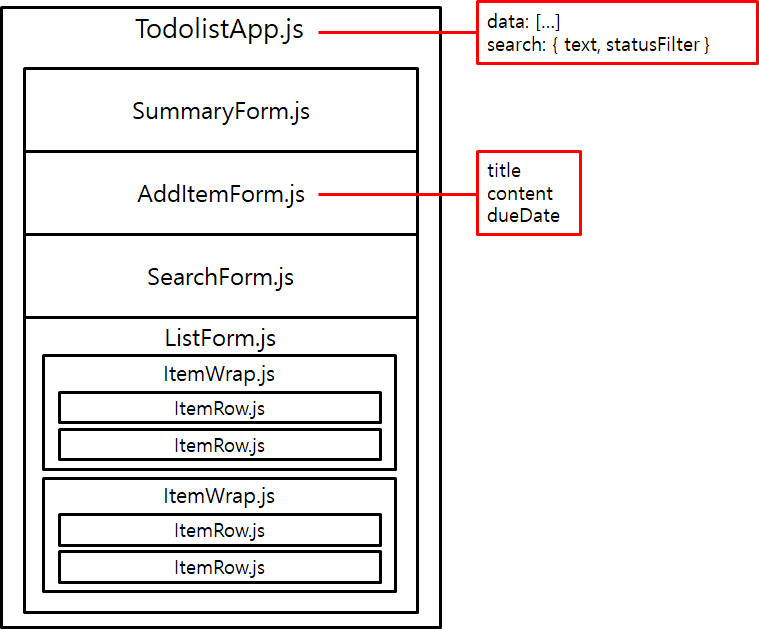 TodolistApp.js
data: [...]
search: { text, statusFilter }
SummaryForm.js
AddItemForm.js
title
content
dueDate
SearchForm.js
ListForm.js
ItemWrap.js
ItemRow.js
ItemRow.js
ItemWrap.js
ItemRow.js
ItemRow.js